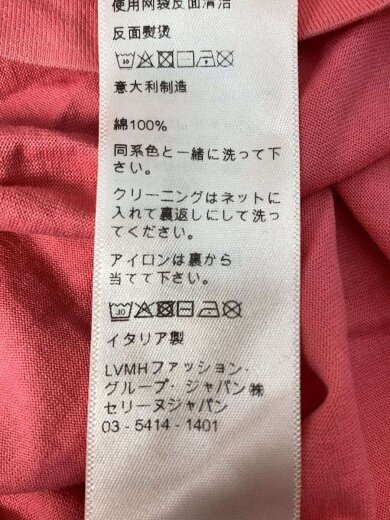 使用网袋反面清洁
反面熨烫
意大利制造
綿100%
同系色と一緒に洗って下
さい。
クリーニングはネットに
入れて裏返しにして洗っ
てください。
アイロンは裏から
当てて下さい。
イタリア製
LVMHファッション・
グループ・ジャパン㈱
セリーヌジャパン
03-5414-1401